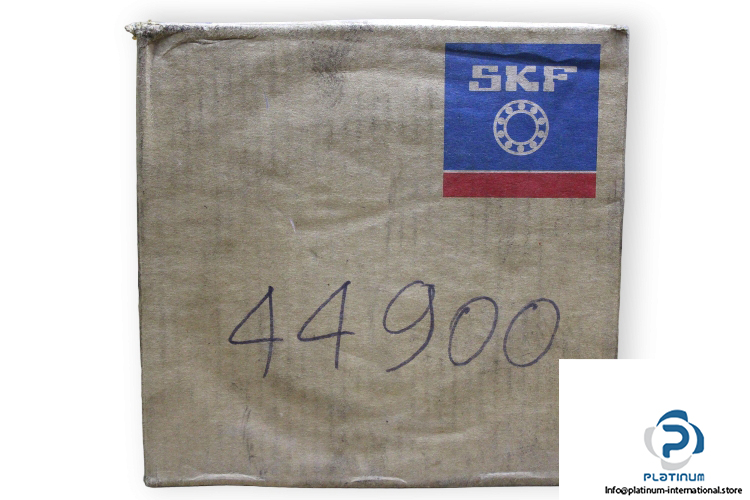 SKF
44900
PLATINUM
Info@platinum-international.store